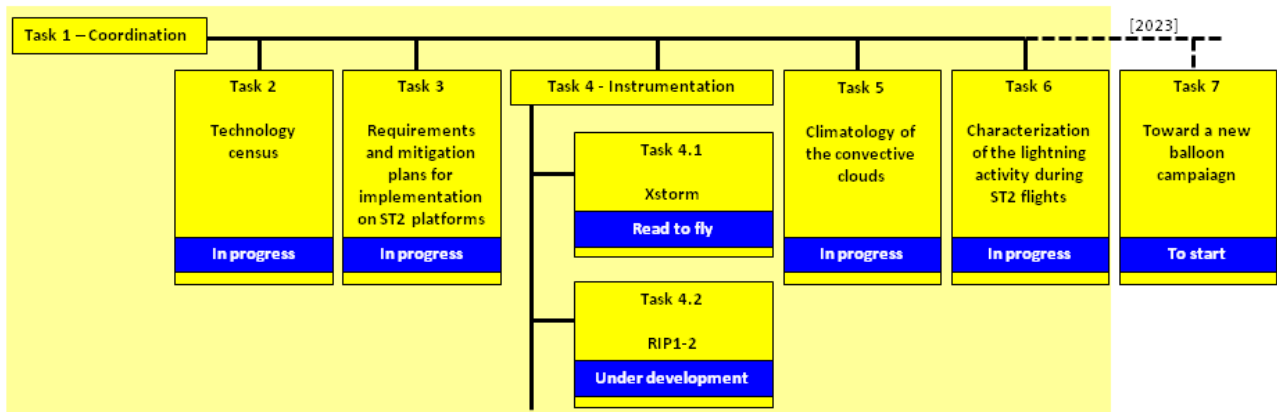 Task 1 – Coordination
[2023]
Task 2
Technology
census
In progress
Task 3
Requirements
and mitigation
plans for
implementation
on ST2 platforms
In progress
Task 4 - Instrumentation
Task 4.1
Xstorm
Read to fly
Task 4.2
RIP1-2
Under development
Task 5
Climatology of
the convective
clouds
In progress
Task 6
Characterization
of the lightning
activity during
ST2 flights
In progress
Task 7
Toward a new
balloon
campaiagn
To start